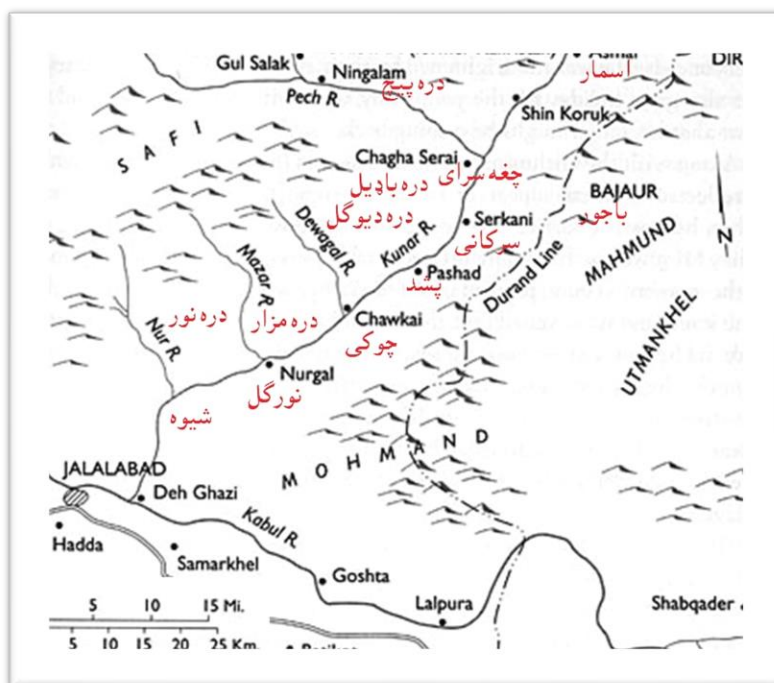 Asmar
DIR
اسمار
Gul Salak
Ningalam
دره پیچ
Pech R.
Shin Koruk
SAFI
Chagha Serai
چغه سرای
دره بادیل
BAJAUR
باجور
دره دیوگل
Dewagal R.
Serkani
سرکانی
Kunar R.
MAHMUND
N
Durand Line
Pashad
پشد
Mazar R.
دره نور
دره مزار
Nur R.
Chawkai
چوکی
UTMANKHEL
Nurgal
نورگل
شیوه
MOHMAND
JALALABAD
Deh Ghazi
Kabul R.
Hadda
Samarkhel
Goshta
Lalpura
Shabqader
5 10 15 Mi.
5 10 15 20 25 Km.